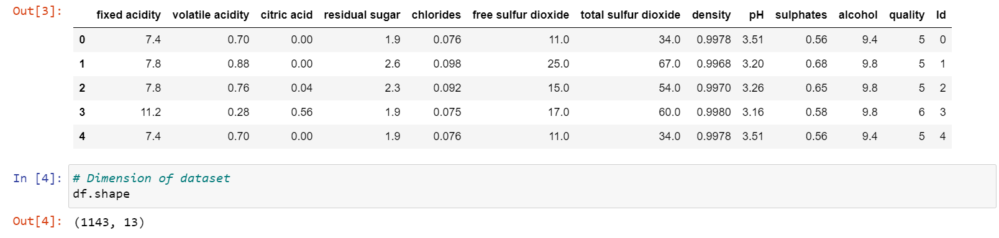 Out[3]:
fixed acidity volatile acidity citric acid residual sugar chlorides free sulfur dioxide total sulfur dioxide density pH sulphates alcohol quality Id
0 7.4 0.70 0.00 1.9 0.076 11.0 34.0 0.9978 3.51 0.56 9.4 5 0
1 7.8 0.88 0.00 2.6 0.098 25.0 67.0 0.9968 3.20 0.68 9.8 5 1
2 7.8 0.76 0.04 2.3 0.092 15.0 54.0 0.9970 3.26 0.65 9.8 5 2
3 11.2 0.28 0.56 1.9 0.075 17.0 60.0 0.9980 3.16 0.58 9.8 6 3
4 7.4 0.70 0.00 1.9 0.076 11.0 34.0 0.9978 3.51 0.56 9.4 5 4
In [4]: # Dimension of dataset
df.shape
Out[4]: (1143, 13)